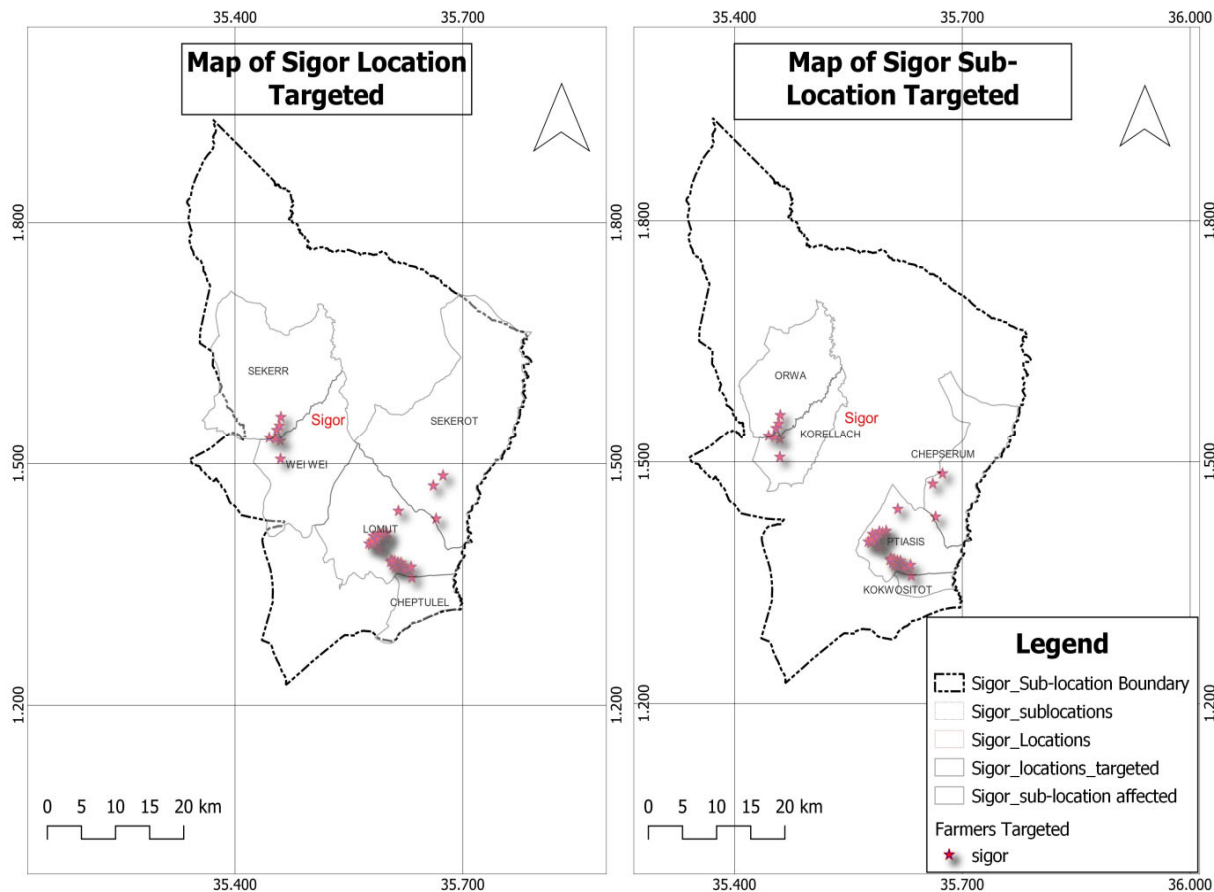 35.400
35.700
Map of Sigor Location
Targeted
1.800
1.500
1.200
SEKERR
Sigor
SEKEROT
WEI WEI
LOMUT
CHEPTULEL
0 5 10 15 20 km
35.400
35.700
35.400
35.700
36.000
Map of Sigor Sub-
Location Targeted
1.800
1.500
1.200
1.800
1.500
ORWA
Sigor
KORELLACH
CHEPSERUM
PTIASIS
KOKWOSITOT
0 5 10 15 20 km
Legend
Sigor_Sub-location Boundary
Sigor_sublocations
Sigor_Locations
Sigor_locations_targeted
Sigor_sub-location affected
Farmers Targeted
sigor
35.400
35.700
36.000